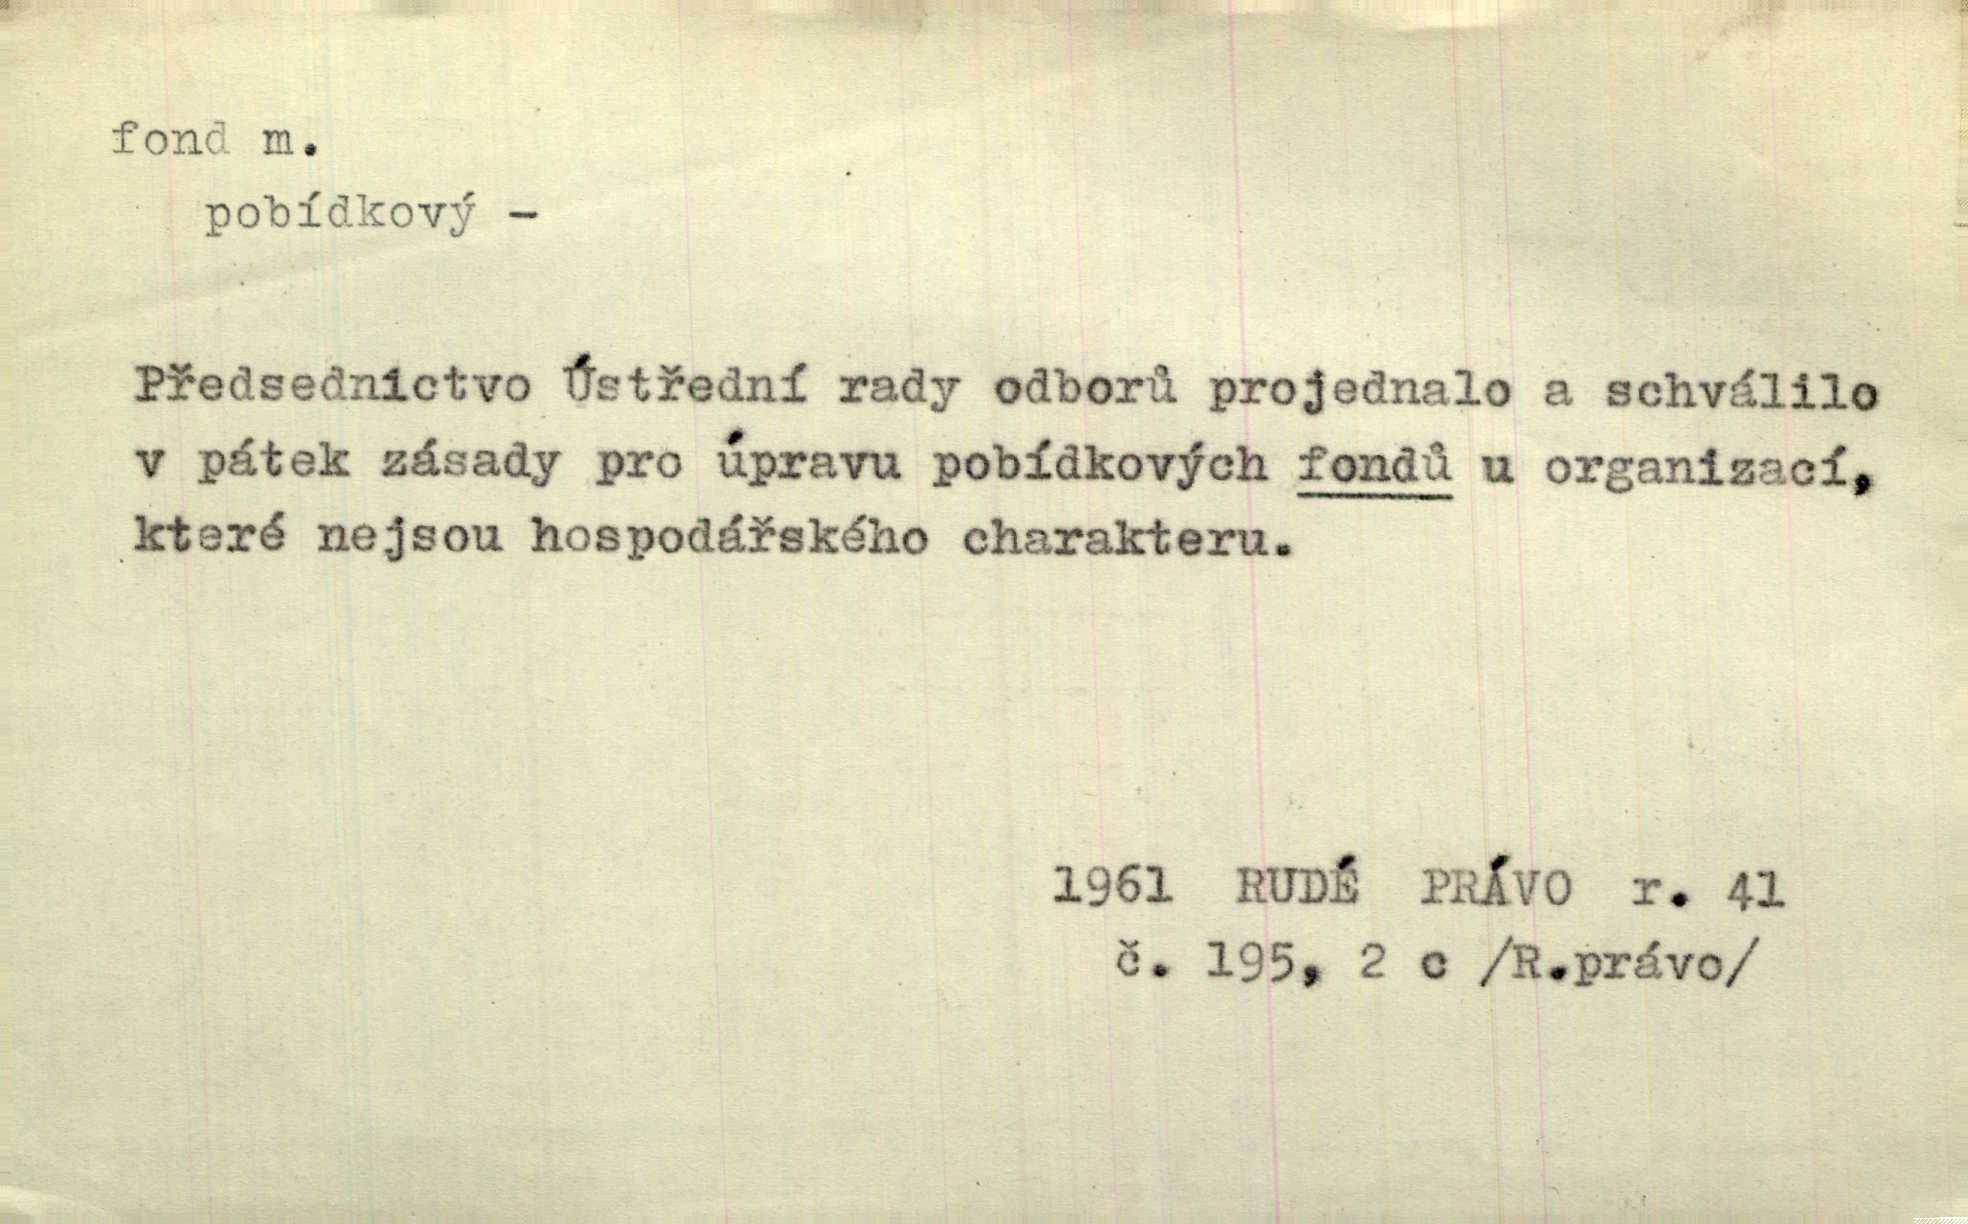 fond m.
pobídkový -
Předsednictvo Ústřední rady odborů projednalo a schválilo
v pátek zásady pro úpravu pobídkových fondů u organizací,
které nejsou hospodářského charakteru.
1961 RUDÉ PRÁVO r. 41
č. 195, 2 c /R.právo/